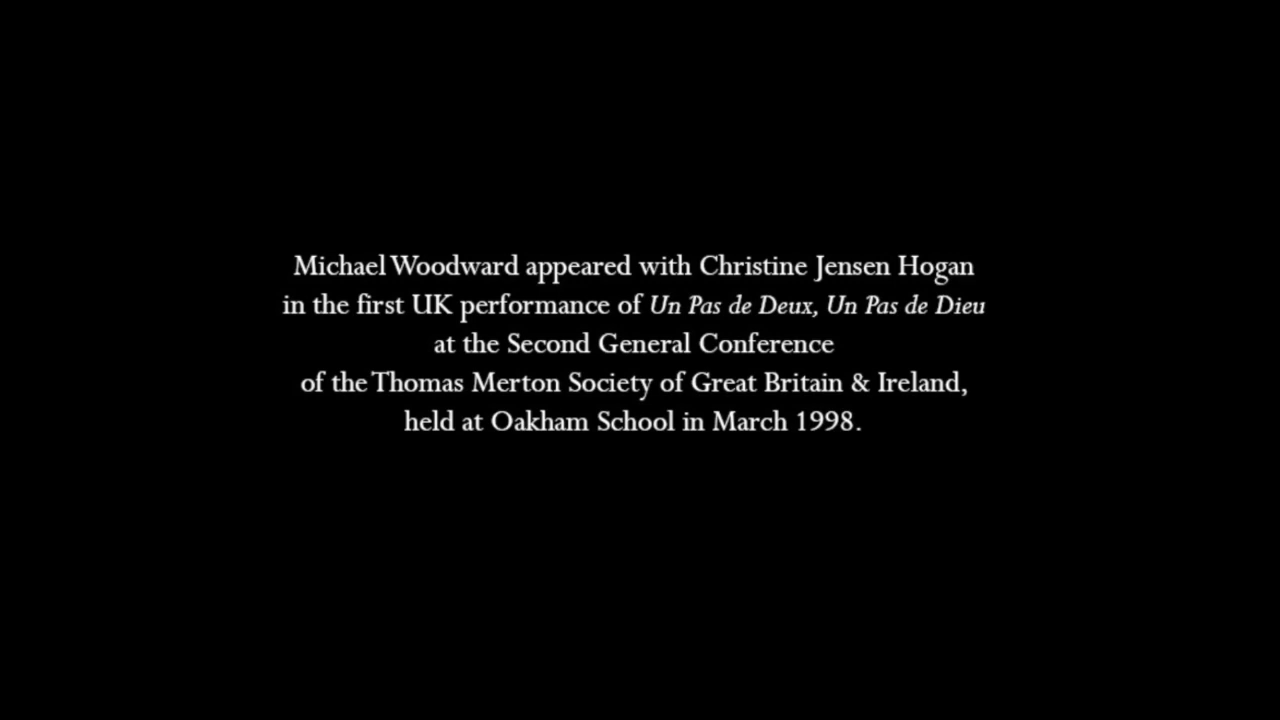 Michael Woodward appeared with Christine Jensen Hogan
in the first UK performance of Un Pas de Deux, Un Pas de Dieu
at the Second General Conference
of the Thomas Merton Society of Great Britain & Ireland,
held at Oakham School in March 1998.